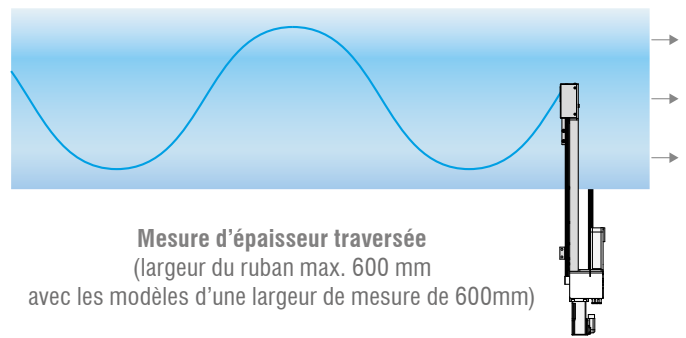 Mesure d'épaisseur traversée
(largeur du ruban max. 600 mm
avec les modèles d'une largeur de mesure de 600mm)